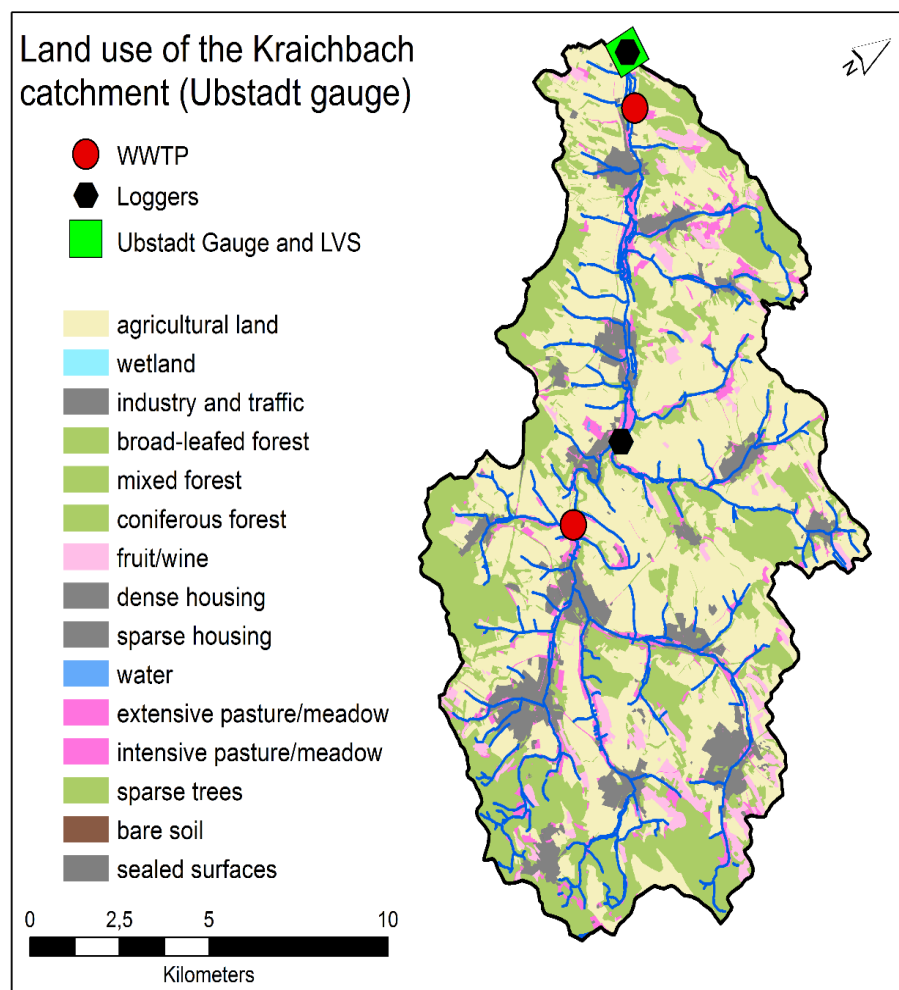 Land use of the Kraichbach
catchment (Ubstadt gauge)
N
WWTP
Loggers
Ubstadt Gauge and LVS
agricultural land
wetland
industry and traffic
broad-leafed forest
mixed forest
coniferous forest
fruit/wine
dense housing
sparse housing
water
extensive pasture/meadow
intensive pasture/meadow
sparse trees
bare soil
sealed surfaces
0 2,5 5 10
Kilometers